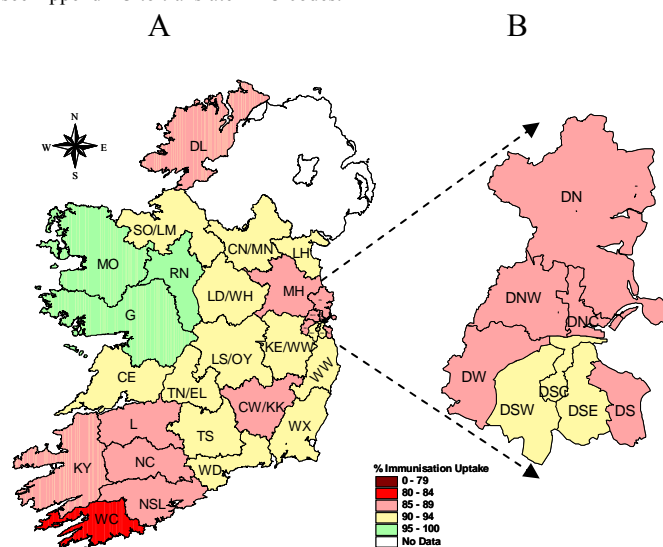 A
B
N
W E
S
DL
SO/LM
CN/MN
LH
MO
RN
LD/WH
MH
G
LS/OY
KE/WW
WW
CE
TN/EL
CW/KK
L
TS
WX
KY
NC
WD
NSL
WC
DN
DNW
DNC
DW
DSC
DSW
DSE
DS
% Immunisation Uptake
0 - 79
80 - 84
85 - 89
90 - 94
95 - 100
No Data